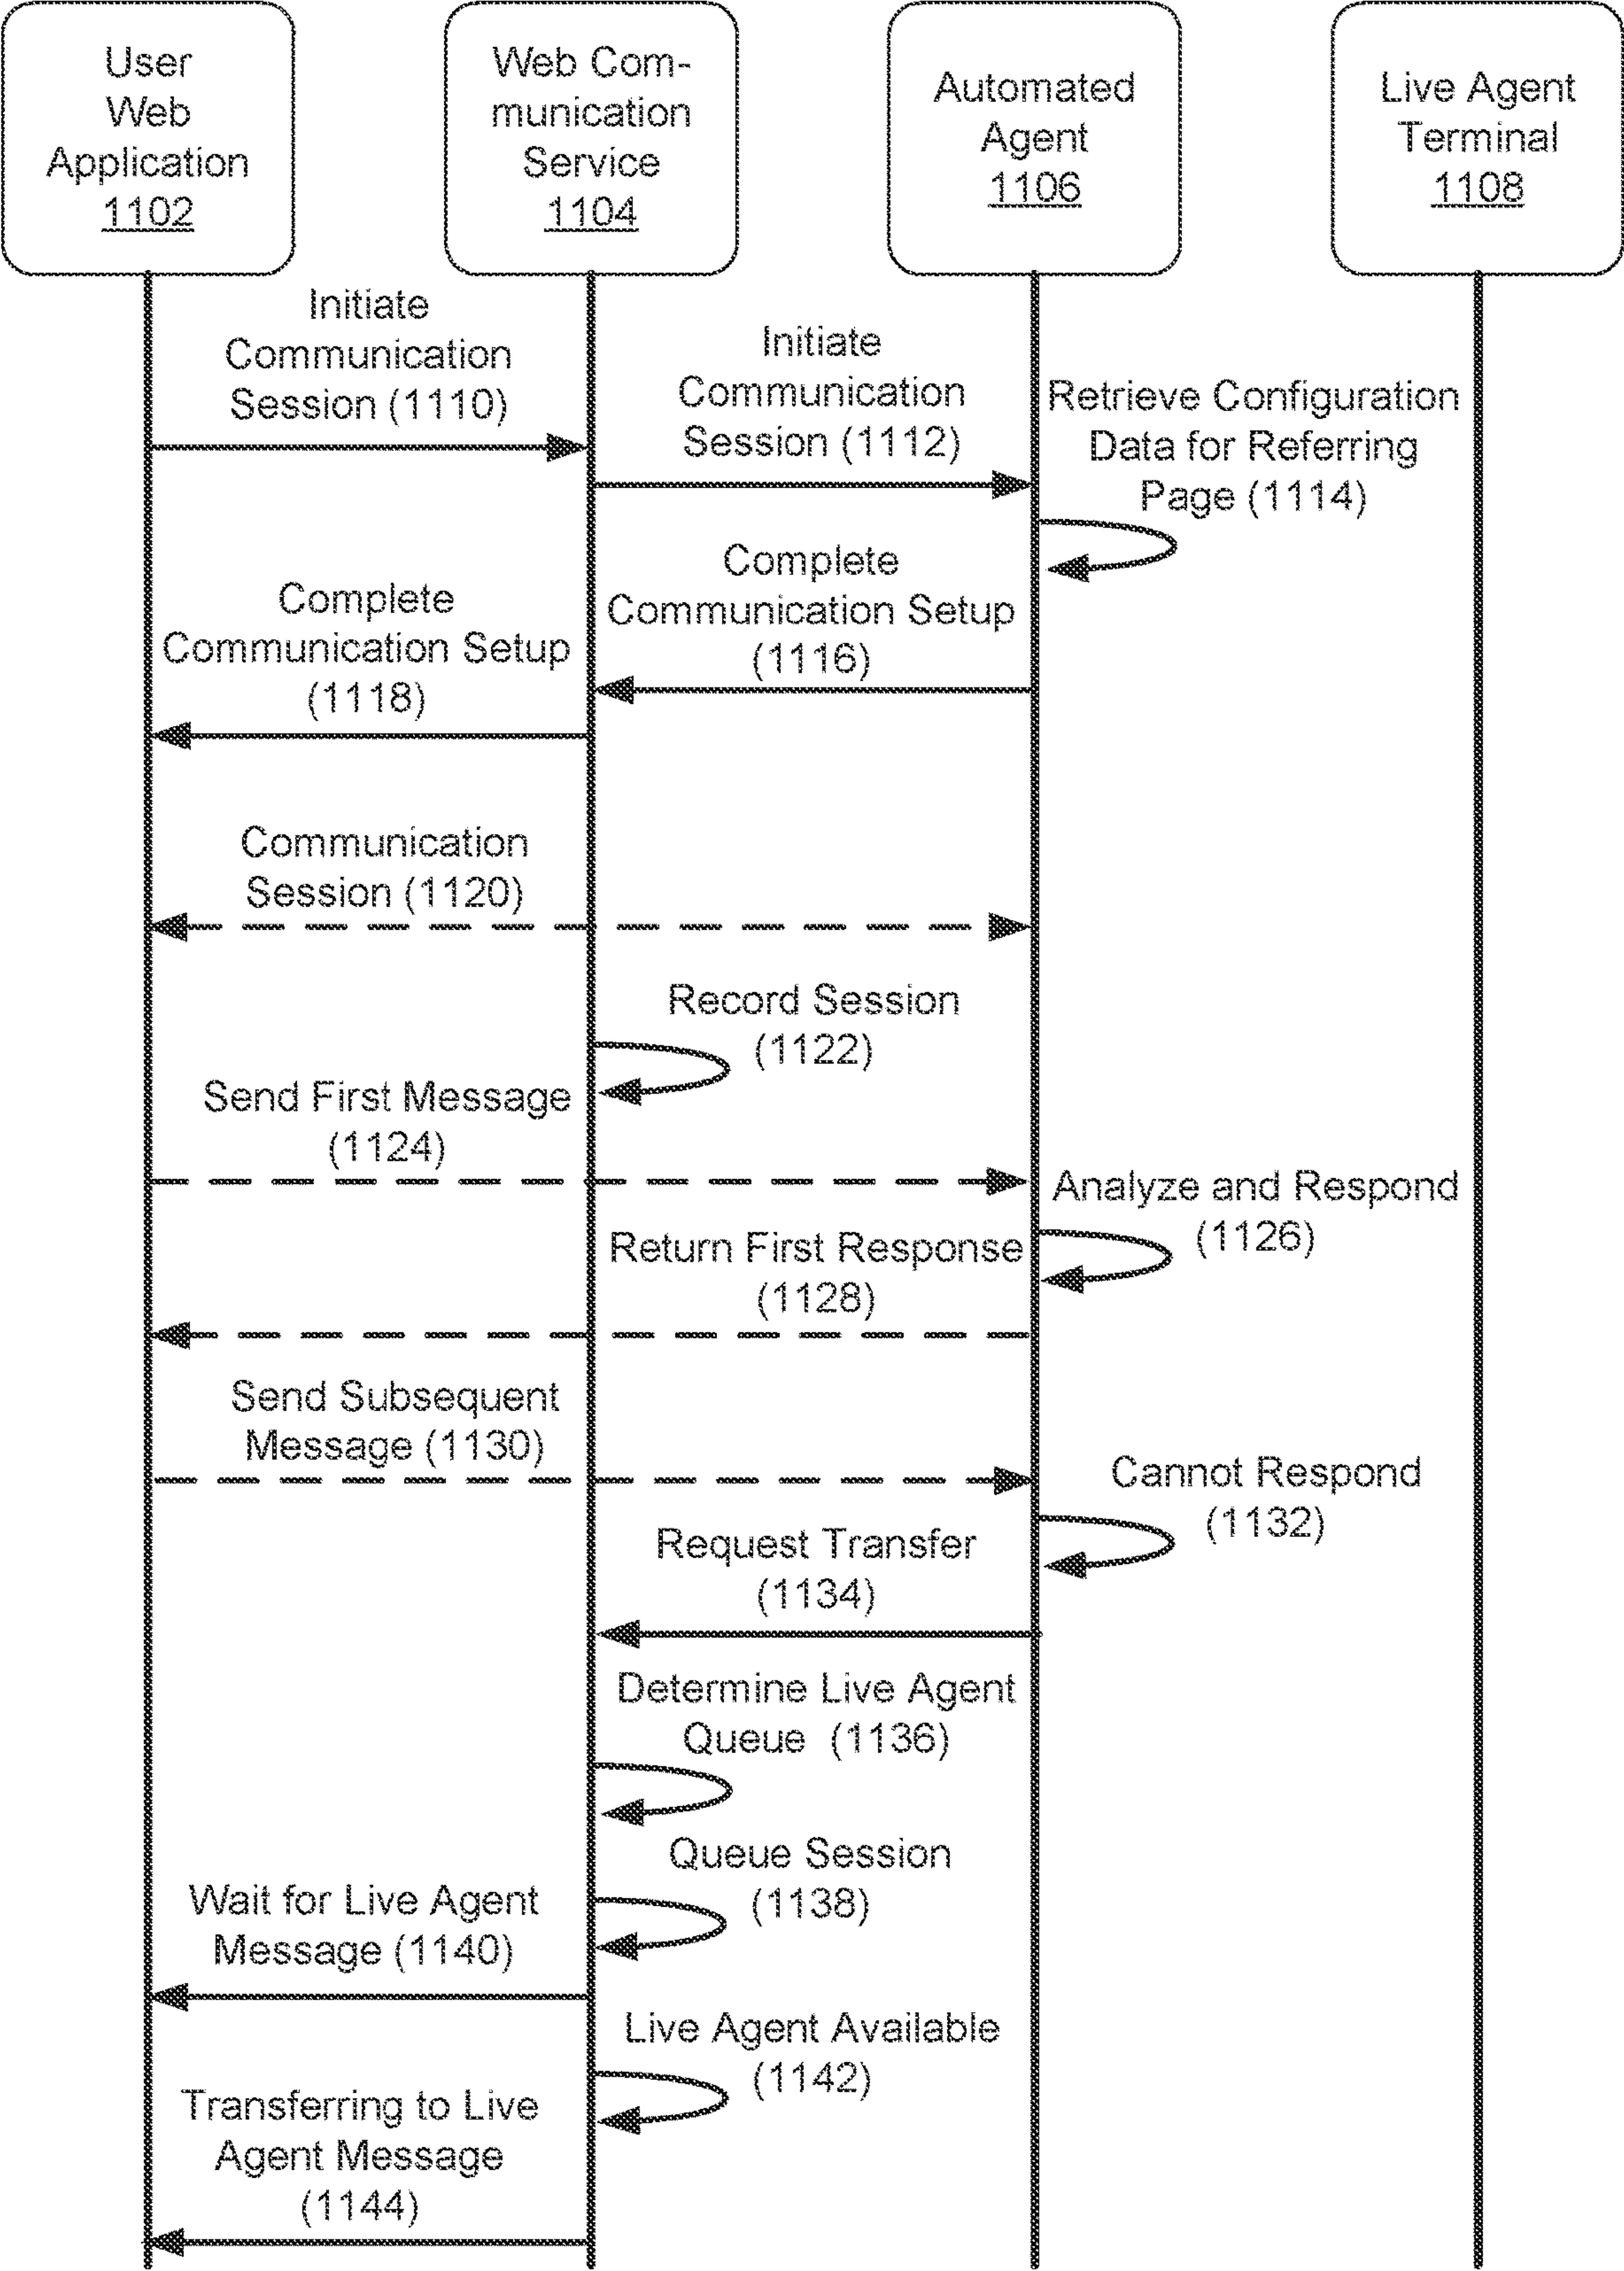 User
Web
Application
1102
Web Com-
munication
Service
1104
Automated
Agent
1106
Live Agent
Terminal
1108
Initiate
Communication
Session (1110)
Initiate
Communication
Session (1112)
Retrieve Configuration
Data for Referring
Page (1114)
Complete
Communication Setup
(1116)
Complete
Communication Setup
(1118)
Communication
Session (1120)
Record Session
(1122)
Send First Message
(1124)
Analyze and Respond
(1126)
Return First Response
(1128)
Send Subsequent
Message (1130)
Cannot Respond
(1132)
Request Transfer
(1134)
Determine Live Agent
Queue (1136)
Queue Session
(1138)
Wait for Live Agent
Message (1140)
Live Agent Available
(1142)
Transferring to Live
Agent Message
(1144)